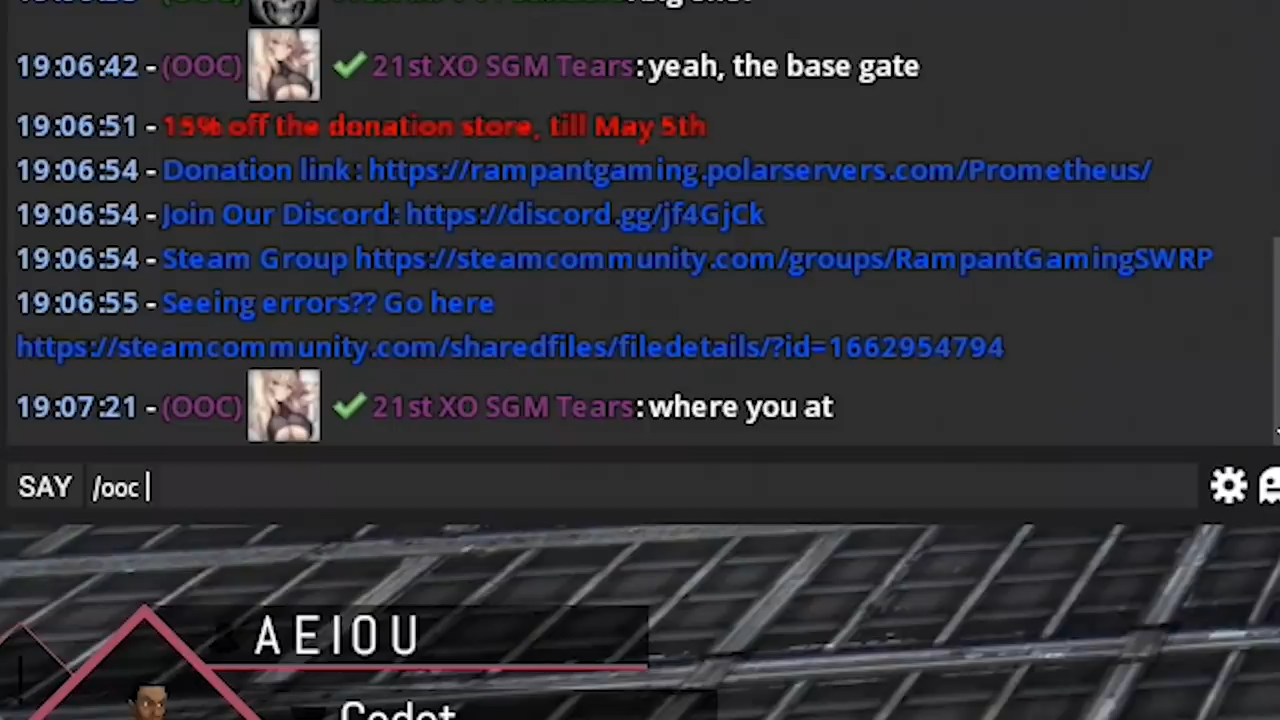 19:06:42 - (OOC) 21st XO SGM Tears: yeah, the base gate
19:06:51 - 15% off the donation store, till May 5th
19:06:54 - Donation link: https://rampantgaming.polarservers.com/Prometheus/
19:06:54 - Join Our Discord: https://discord.gg/jf4GjCk
19:06:54 - Steam Group https://steamcommunity.com/groups/RampantGamingSWRP
19:06:55 - Seeing errors?? Go here
https://steamcommunity.com/sharedfiles/filedetails/?id=1662954794
19:07:21 - (OOC) 21st XO SGM Tears: where you at
SAY /ooc
AEIOU
Cadet